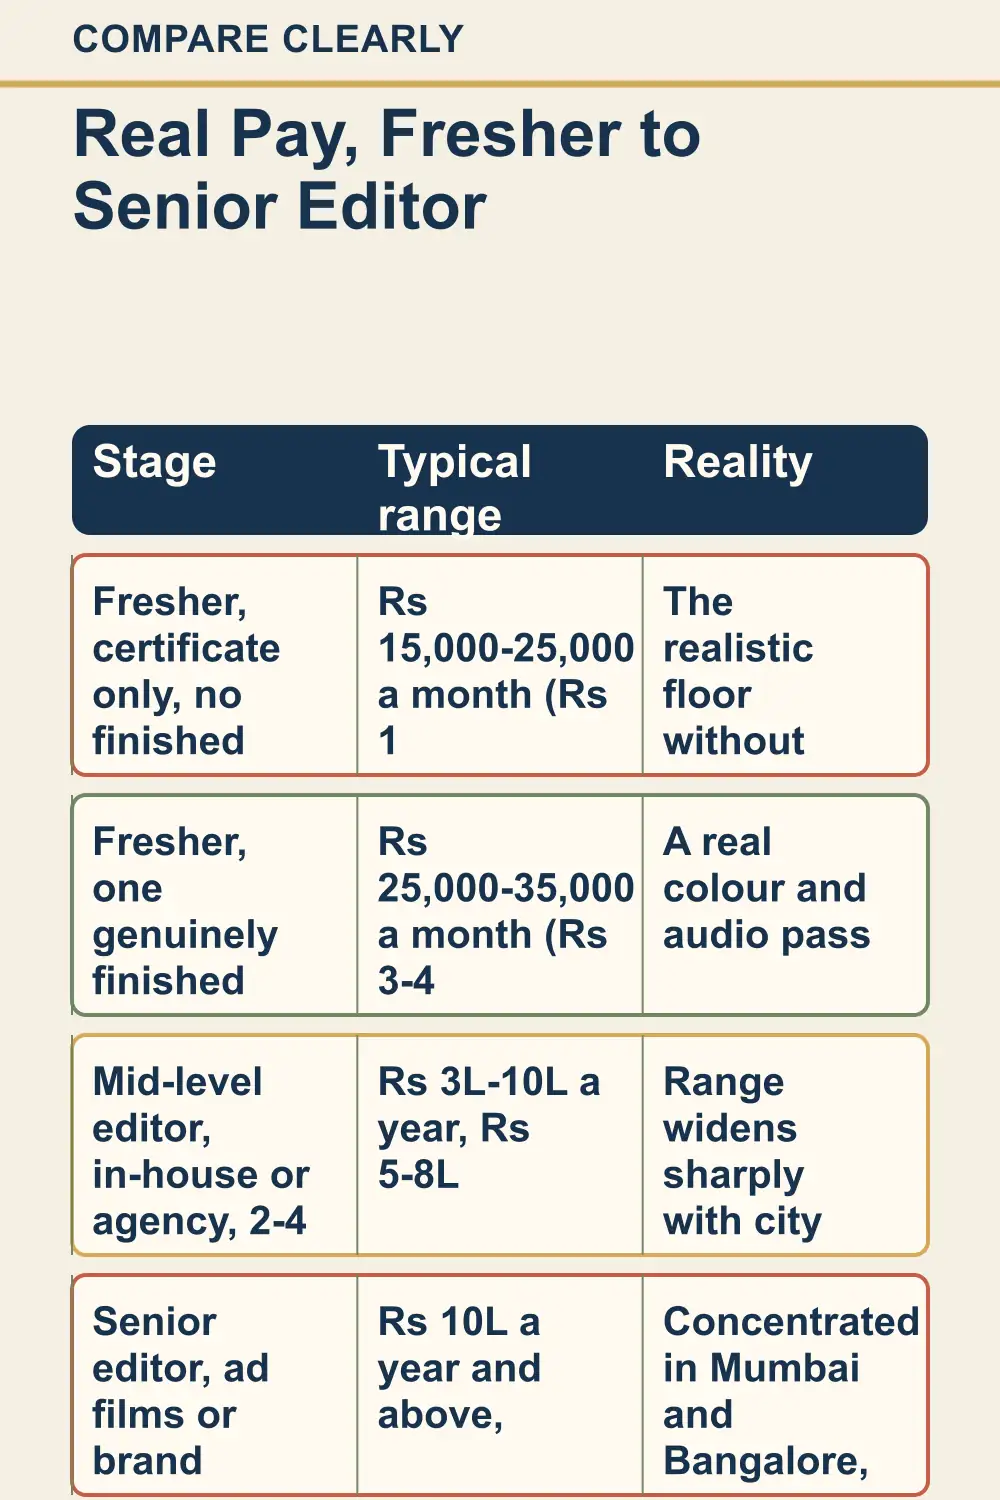 COMPARE CLEARLY
Real Pay, Fresher to
Senior Editor
Stage
Typical
range
Reality
Fresher,
certificate
only, no
finished
Rs
15,000-25,000
a month (Rs
1
The
realistic
floor
without
Fresher,
one
genuinely
finished
Rs
25,000-35,000
a month (Rs
3-4
A real
colour and
audio pass
Mid-level
editor,
in-house or
agency, 2-4
Rs 3L-10L a
year, Rs
5-8L
Range
widens
sharply
with city
Senior
editor, ad
films or
brand
Rs 10L a
year and
above,
Concentrated
in Mumbai
and
Bangalore,